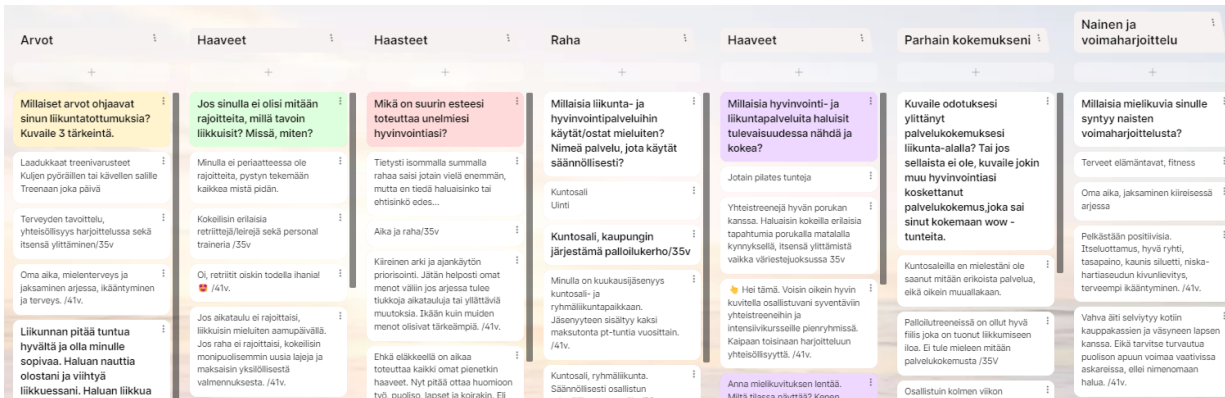 Arvot
Millaiset arvot ohjaavat
sinun liikuntatottumuksia?
Kuvaile 3 tärkeintä.
Laadukkaat treenivarusteet
Kuljen pyöräillen tai kävellen salille
Treenaan joka päivä
Terveyden tavoittelu,
yhteisöllisyys harjoittelussa sekä
itsensä ylittäminen/35v
Oma aika, mielenterveys ja
jaksaminen arjessa, ikääntyminen
ja terveys. /41v.
Liikunnan pitää tuntua
hyvältä ja olla minulle
sopivaa. Haluan nauttia
olostani ja viihtyä
liikkuessani. Haluan liikkua
Haaveet
Jos sinulla ei olisi mitään
rajoitteita, millä tavoin
liikkuisit? Missä, miten?
Minulla ei periaatteessa ole
rajoitteita, pystyn tekemään
kaikkea mistä pidän.
Kokeilisin erilaisia
retriittejä/leirejä sekä personal
traineria /35v
Oi, retriitit oiskin todella ihania!
😍 /41v.
Jos aikataulu ei rajoittaisi,
liikkuisin mieluiten aamupäivällä.
Jos raha ei rajoittaisi, kokeilisin
monipuolisemmin uusia lajeja ja
maksaisin yksilöllisestä
valmennuksesta. /41v.
Haasteet
Mikä on suurin esteesi
toteuttaa unelmiesi
hyvinvointiasi?
Tietysti isommalla summalla
rahaa saisi jotain vielä enemmän,
mutta en tiedä haluaisinko tai
ehtisinkö edes...
Aika ja raha/35v
Kiireinen arki ja ajankäytön
priorisointi. Jätän helposti omat
menot väliin jos arjessa tulee
tiukkoja aikatauluja tai yllättäviä
muutoksia. Ikään kuin muiden
menot olisivat tärkeämpiä. /41v.
Ehkä eläkkeellä on aikaa
toteuttaa kaikki omat pienetkin
haaveet. Nyt pitää ottaa huomioon
työ, puoliso, lapset ja koirakin. Eli
Raha
Millaisia liikunta- ja
hyvinvointipalveluihin
käytät/ostat mieluiten?
Nimeä palvelu, jota käytät
säännöllisesti?
Kuntosali
Uinti
Kuntosali, kaupungin
järjestämä palloilukerho/35v
Minulla on kuukausijäsenyys
kuntosali- ja
ryhmäliikuntapaikkaan.
Jäsenyyteen sisältyy kaksi
maksutonta pt-tuntia vuosittain.
/41v.
Kuntosali, ryhmäliikunta.
Säännöllisesti osallistun
Haaveet
Millaisia hyvinvointi- ja
liikuntapalveluita haluisit
tulevaisuudessa nähdä ja
kokea?
Jotain pilates tunteja
Yhteistreenejä hyvän porukan
kanssa. Haluaisin kokeilla erilaisia
tapahtumia porukalla matalalla
kynnyksellä, itsensä ylittämistä
vaikka väriestejuoksussa 35v
👆 Hei tämä. Voisin oikein hyvin
kuvitella osallistuvani syventäviin
yhteistreeneihin ja
intensiivikursseille pienryhmissä.
Kaipaan toisinaan harjoitteluun
yhteisöllisyyttä. /41v.
Anna mielikuvituksen lentää.
Miltä tilassa näyttää? Kenen
Parhain kokemukseni
Kuvaile odotuksesi
ylittänyt
palvelukokemuksesi
liikunta-alalla? Tai jos
sellaista ei ole, kuvaile jokin
muu hyvinvointiasi
koskettanut
palvelukokemus,joka sai
sinut kokemaan wow -
tunteita.
Kuntosaleilla en mielestäni ole
saanut mitään erikoista palvelua,
eikä oikein muuallakaan.
Palloilutreeneissä on ollut hyvä
fiilis joka on tuonut liikkumiseen
iloa. Ei tule mieleen mitään
palvelukokemusta /35V
Osallistuin kolmen viikon
Nainen ja
voimaharjoittelu
Millaisia mielikuvia sinulle
syntyy naisten
voimaharjoittelusta?
Terveet elämäntavat, fitness
Oma aika, jaksaminen kiireisessä
arjessa
Pelkästään positiivisia.
Itseluottamus, hyvä ryhti,
tasapaino, kaunis siluetti, niska-
hartiaseudun kivunlievitys,
terveempi ikääntyminen. /41v.
Vahva äiti selviytyy kotiin
kauppakassien ja väsyneen lapsen
kanssa. Eikä tarvitse turvautua
puolison apuun voimaa vaativissa
askareissa, ellei nimenomaan
halua. /41v.